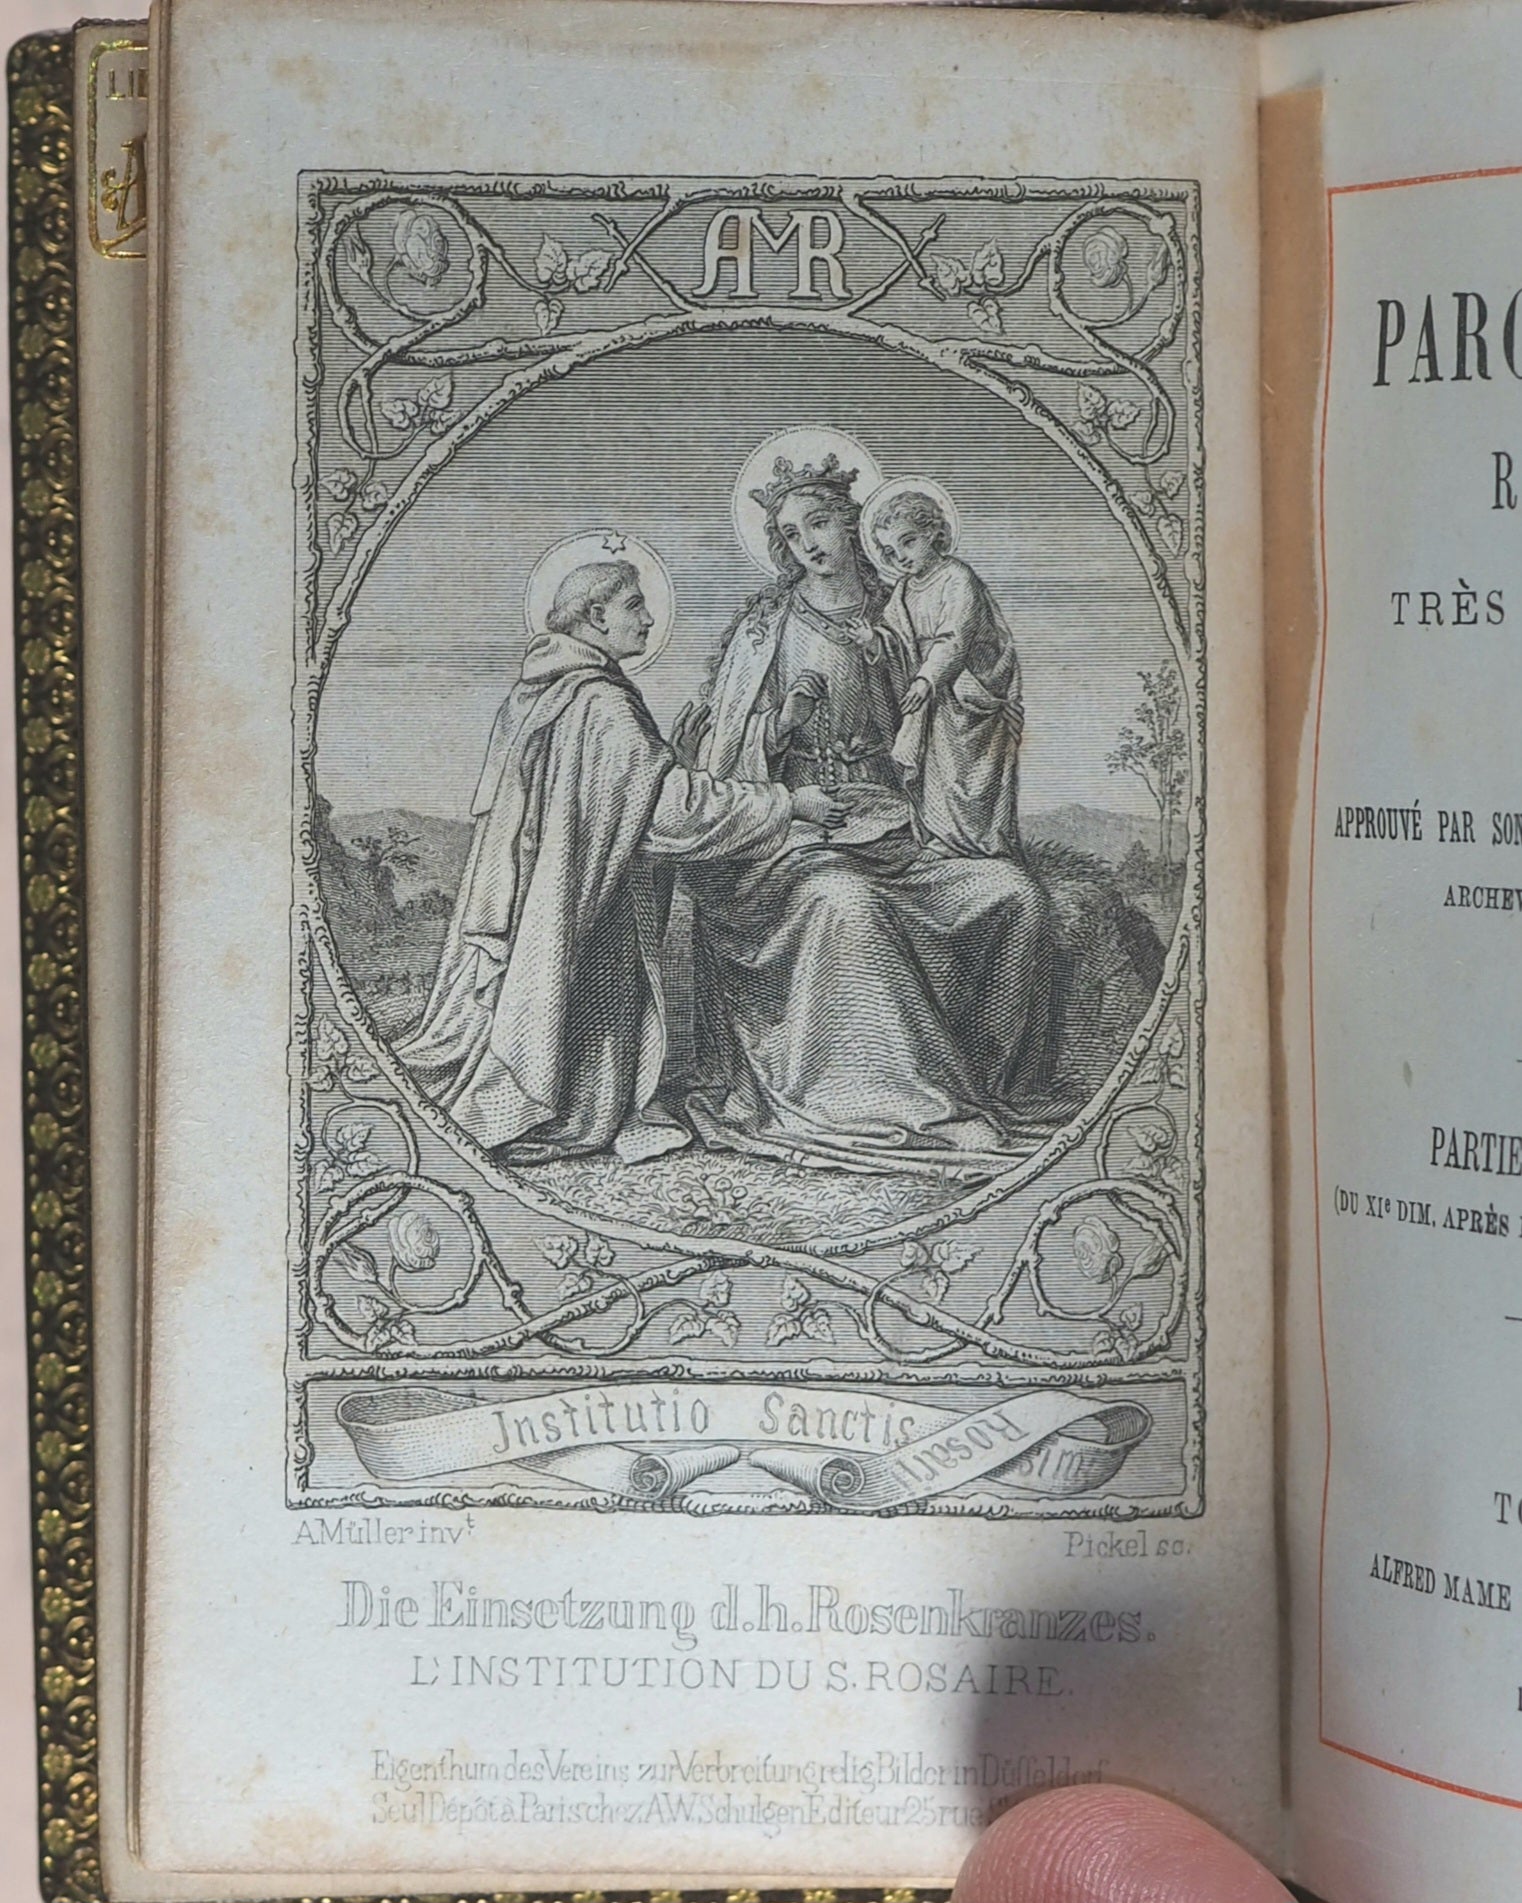 AMR
Institutio Sanctis
simi Rosarii
A.Müller inv.t
Pickel sc.
Die Einsetzung d.h. Rosenkranzes.
L'INSTITUTION DU S. ROSAIRE.
Eigenthum des Vereins zur Verbreitung relig Bilder in Düsseldorf
Seul Dépôt à Paris chez A.W. Schulgen Editeur 25 rue
TRÈS
APPROUVÉ PAR SON
PARTIE
(DU XIe DIM. APRÈS
ALFRED MAME